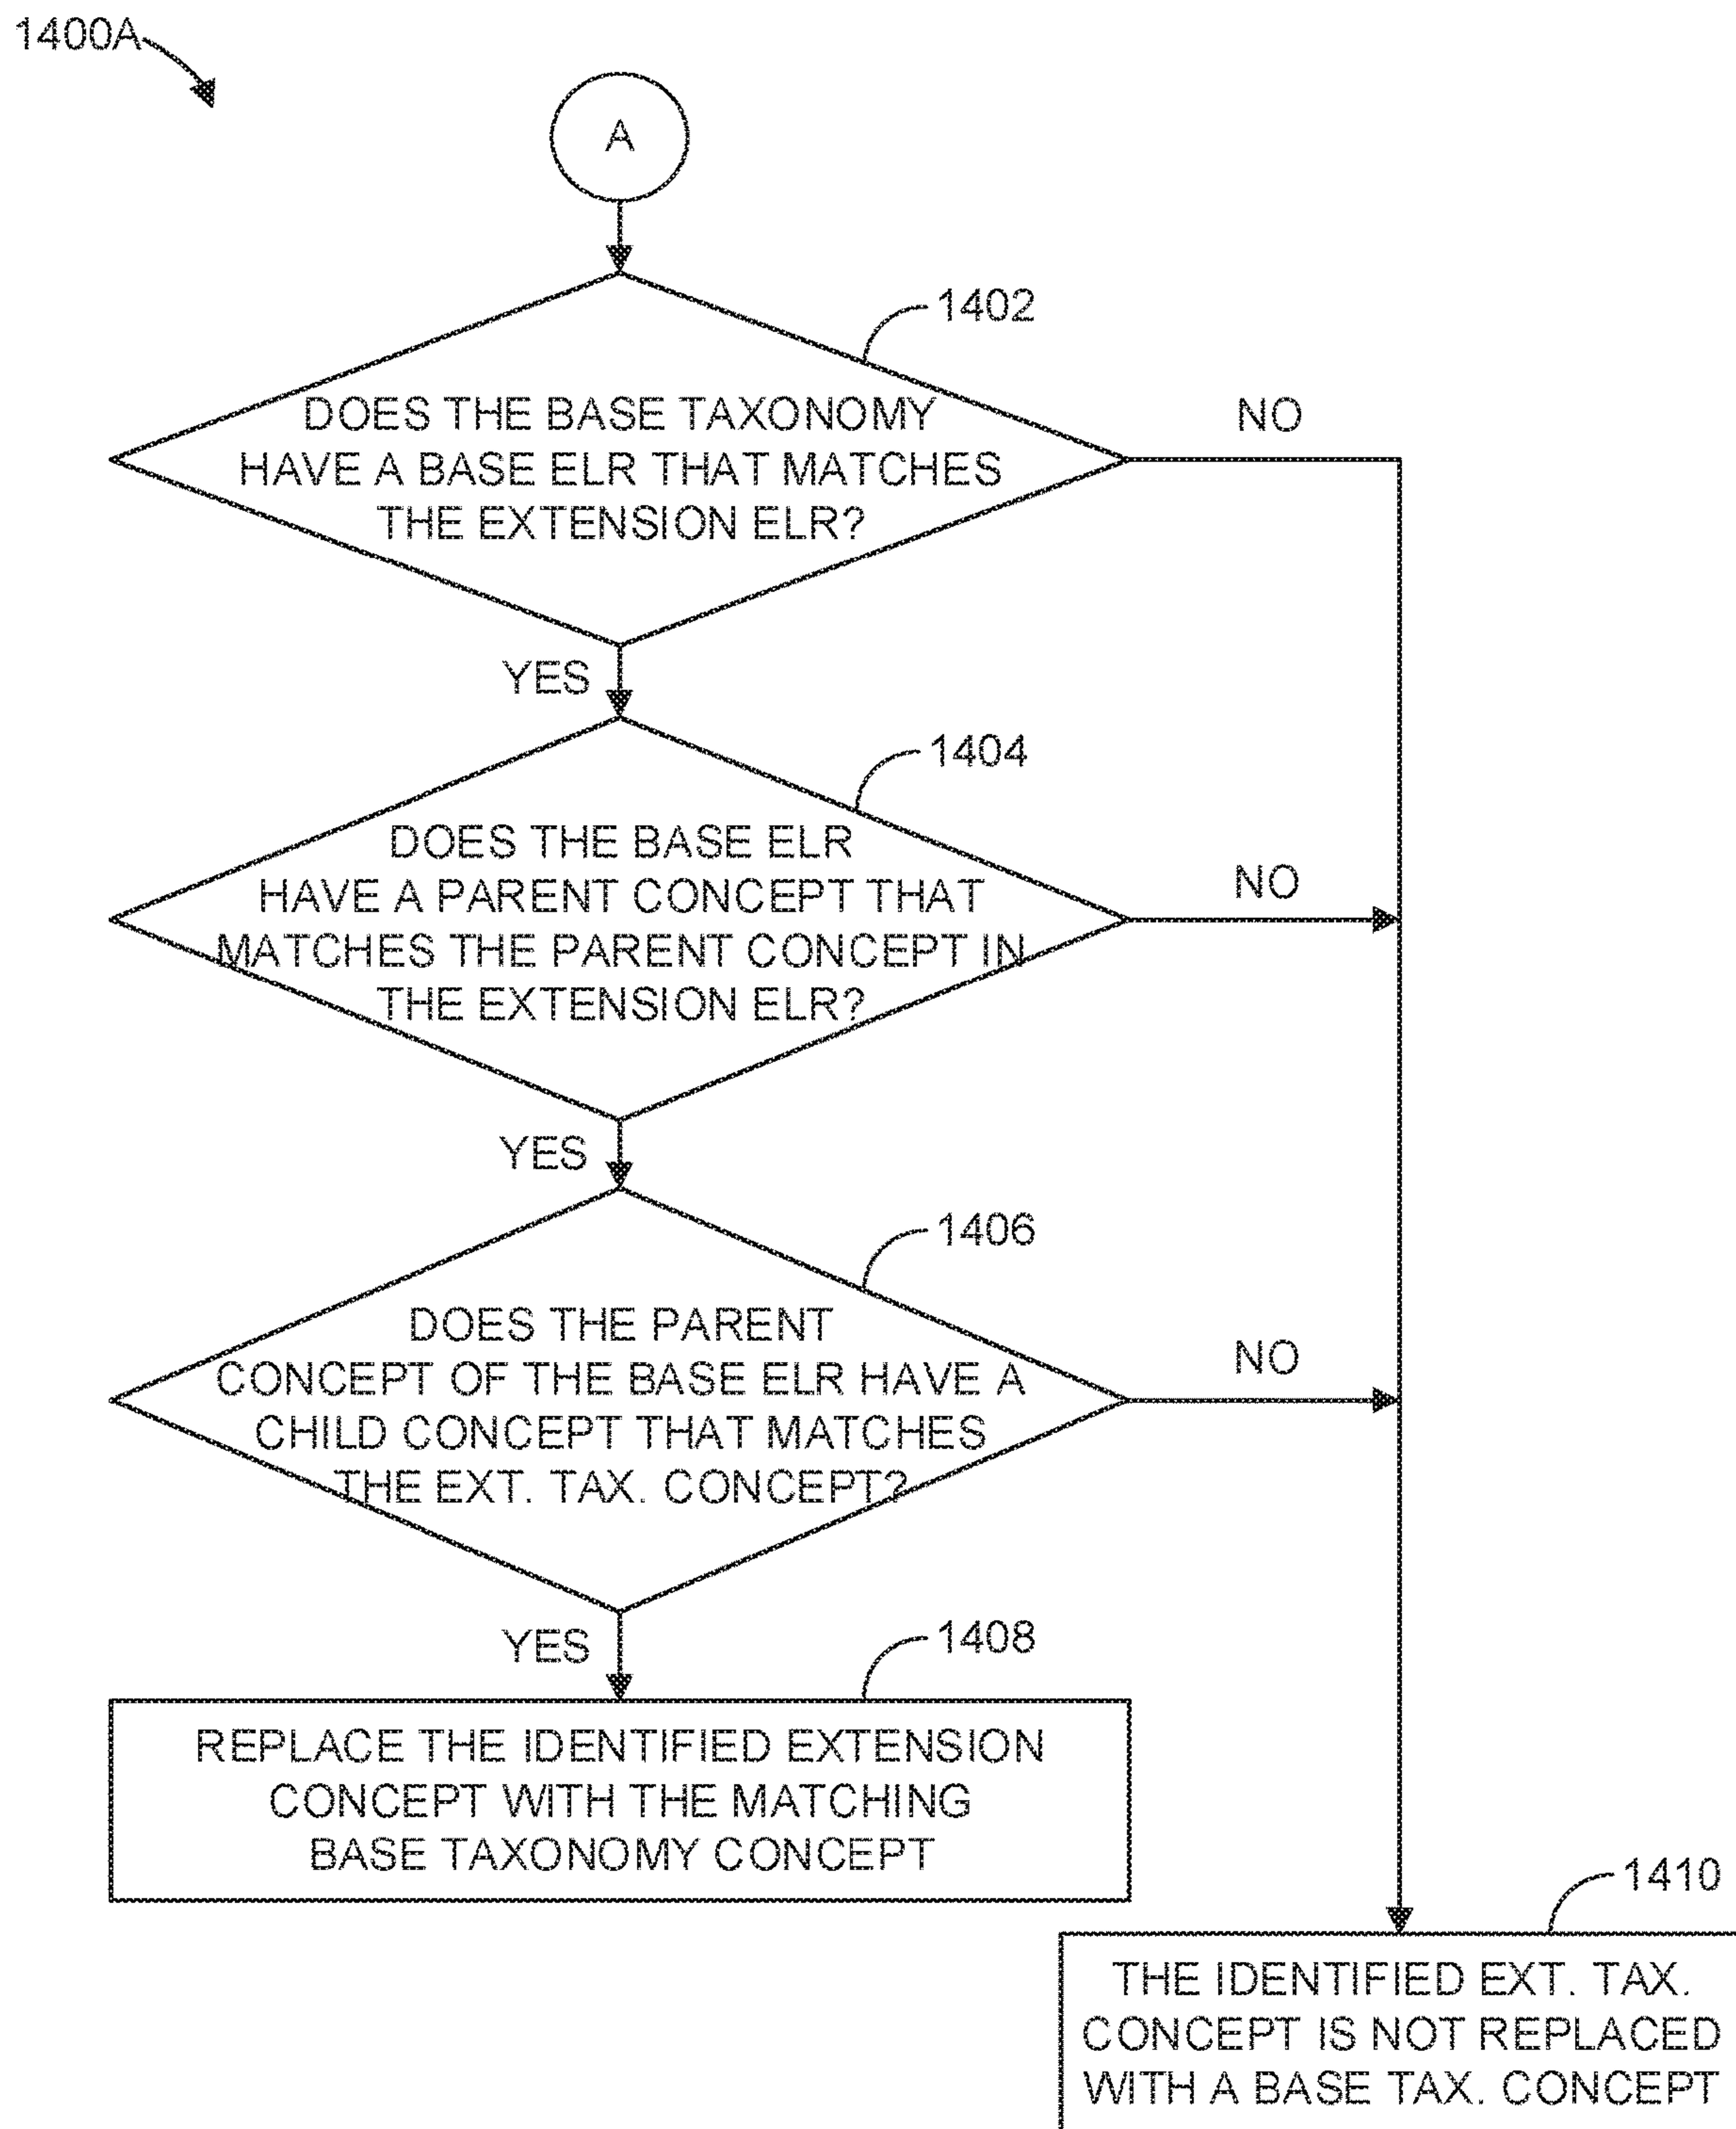 1400A
A
1402
DOES THE BASE TAXONOMY
HAVE A BASE ELR THAT MATCHES
THE EXTENSION ELR?
NO
YES
1404
DOES THE BASE ELR
HAVE A PARENT CONCEPT THAT
MATCHES THE PARENT CONCEPT IN
THE EXTENSION ELR?
NO
YES
1406
DOES THE PARENT
CONCEPT OF THE BASE ELR HAVE A
CHILD CONCEPT THAT MATCHES
THE EXT. TAX. CONCEPT?
NO
YES
1408
REPLACE THE IDENTIFIED EXTENSION
CONCEPT WITH THE MATCHING
BASE TAXONOMY CONCEPT
1410
THE IDENTIFIED EXT. TAX.
CONCEPT IS NOT REPLACED
WITH A BASE TAX. CONCEPT